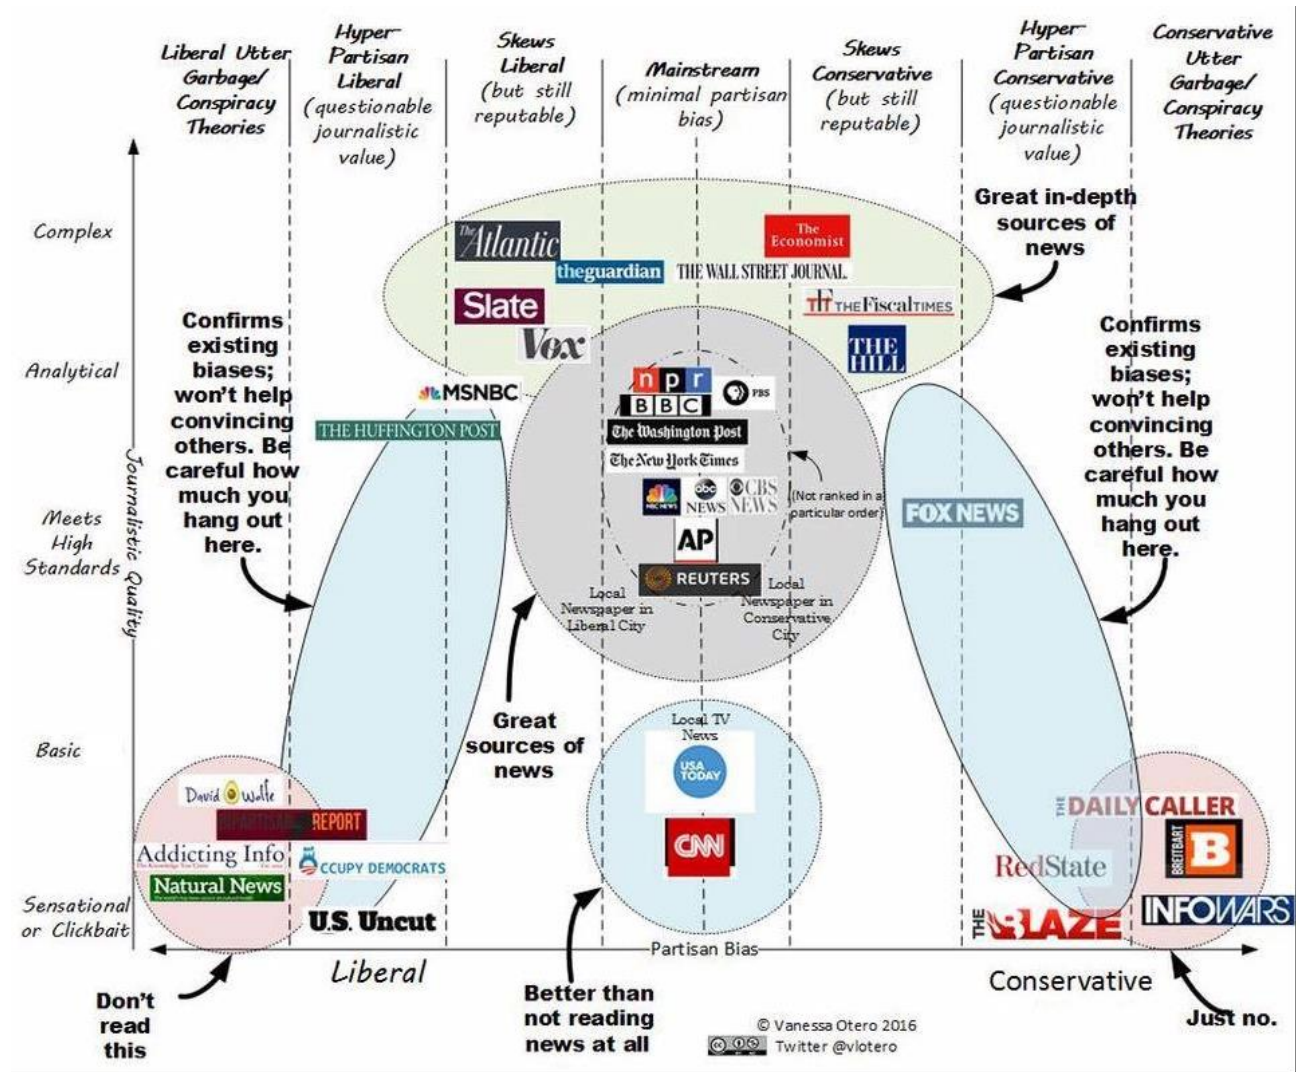 Liberal Utter
Garbage/
Conspiracy
Theories
Hyper-
Partisan
Liberal
(questionable
journalistic
value)
Skews
Liberal
(but still
reputable)
Mainstream
(minimal partisan
bias)
Skews
Conservative
(but still
reputable)
Hyper-
Partisan
Conservative
(questionable
journalistic
value)
Conservative
Utter
Garbage/
Conspiracy
Theories
Complex
Analytical
Meets
High
Standards
Basic
Sensational
or Clickbait
Journalistic Quality
Great in-depth
sources of
news
The Atlantic
theguardian
Slate
Vox
The
Economist
THE WALL STREET JOURNAL.
TFT THE FISCAL TIMES
THE
HILL
Confirms
existing
biases;
won't help
convincing
others. Be
careful how
much you
hang out
here.
MSNBC
THE HUFFINGTON POST
npr
PBS
BBC
The Washington Post
The New York Times
NBC NEWS
abc
NEWS
CBS
NEWS
AP
REUTERS
(Not ranked in a
particular order)
Local
Newspaper in
Liberal City
Local
Newspaper in
Conservative
City
FOX NEWS
Confirms
existing
biases;
won't help
convincing
others. Be
careful how
much you
hang out
here.
Great
sources of
news
Local TV
News
USA
TODAY
CNN
David Wolfe
REPORT
Addicting Info
OCCUPY DEMOCRATS
Natural News
U.S. Uncut
THE DAILY CALLER
BREITBART
B
RedState
THE BLAZE
INFOWARS
Partisan Bias
Liberal
Conservative
Don't
read
this
Better than
not reading
news at all
Just no.
© Vanessa Otero 2016
Twitter @vlotero